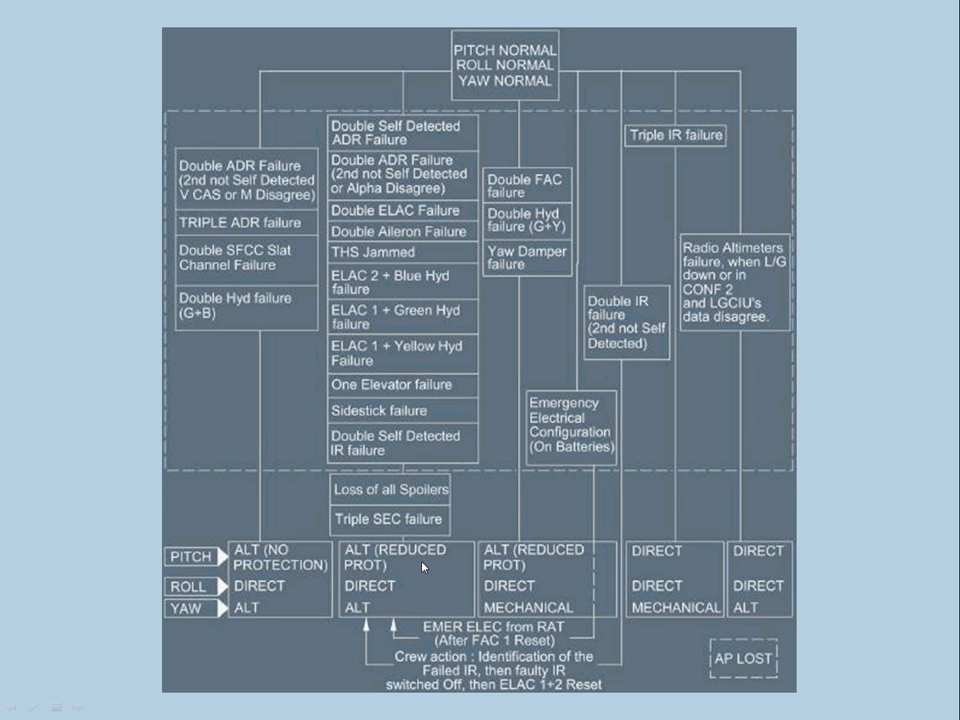 PITCH NORMAL
ROLL NORMAL
YAW NORMAL
Double ADR Failure
(2nd not Self Detected
V CAS or M Disagree)
TRIPLE ADR failure
Double SFCC Slat
Channel Failure
Double Hyd failure
(G+B)
Double Self Detected
ADR Failure
Double ADR Failure
(2nd not Self Detected
or Alpha Disagree)
Double ELAC Failure
Double Aileron Failure
THS Jammed
ELAC 2 + Blue Hyd
failure
ELAC 1 + Green Hyd
failure
ELAC 1 + Yellow Hyd
Failure
One Elevator failure
Sidestick failure
Double Self Detected
IR failure
Loss of all Spoilers
Triple SEC failure
Double FAC
failure
Double Hyd
failure (G+Y)
Yaw Damper
failure
Emergency
Electrical
Configuration
(On Batteries)
Double IR
failure
(2nd not Self
Detected)
Triple IR failure
Radio Altimeters
failure, when L/G
down or in
CONF 2
and LGCIU's
data disagree.
PITCH
ROLL
YAW
ALT (NO
PROTECTION)
DIRECT
ALT
ALT (REDUCED
PROT)
DIRECT
ALT
ALT (REDUCED
PROT)
DIRECT
MECHANICAL
DIRECT
DIRECT
MECHANICAL
DIRECT
DIRECT
ALT
EMER ELEC from RAT
(After FAC 1 Reset)
Crew action : Identification of the
Failed IR, then faulty IR
switched Off, then ELAC 1+2 Reset
AP LOST